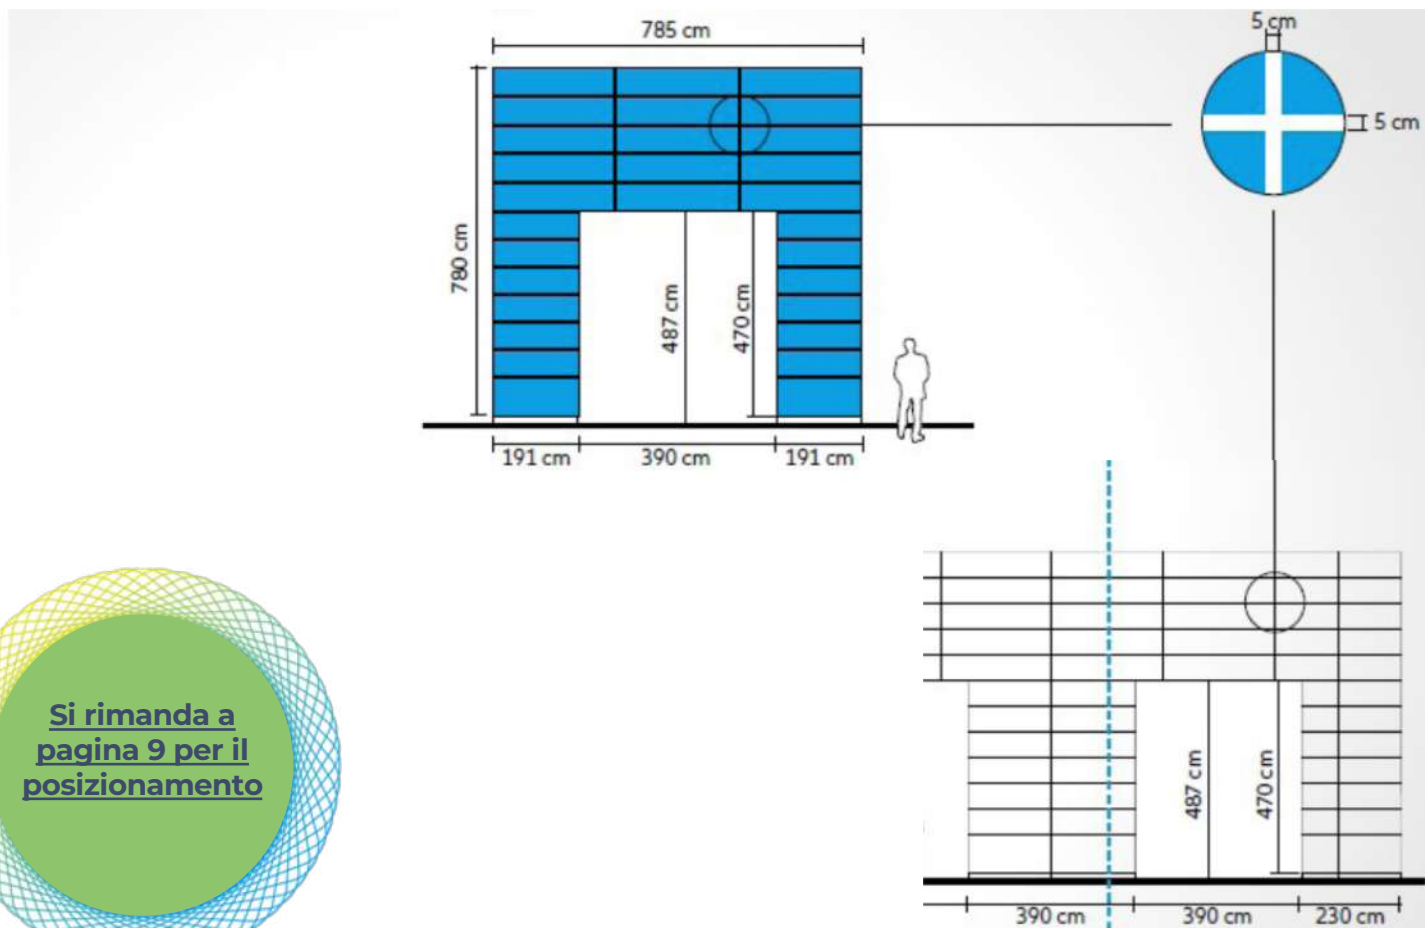 785 cm
5 cm
5 cm
780 cm
487 cm
470 cm
191 cm
390 cm
191 cm
Si rimanda a
pagina 9 per il
posizionamento
487 cm
470 cm
390 cm
390 cm
230 cm